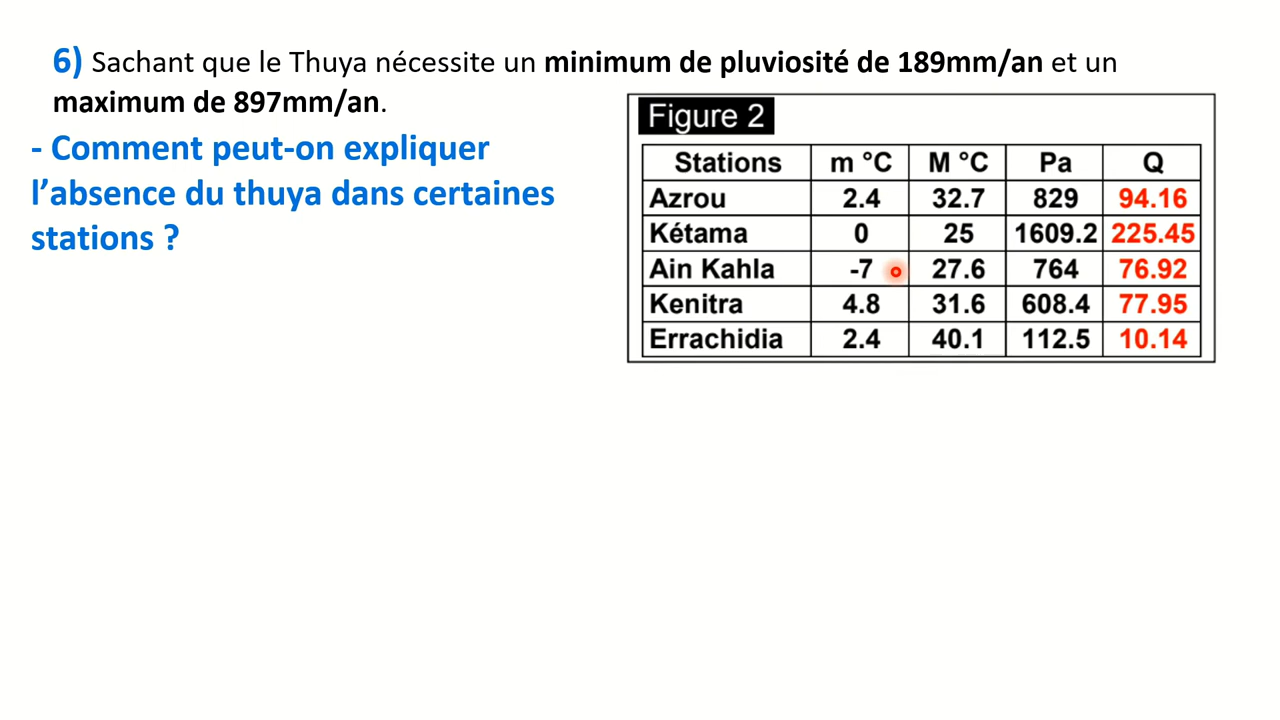 6) Sachant que le Thuya nécessite un minimum de pluviosité de 189mm/an et un
maximum de 897mm/an.
- Comment peut-on expliquer
l’absence du thuya dans certaines
stations ?
Figure 2
Stations m °C M °C Pa Q
Azrou 2.4 32.7 829 94.16
Kétama 0 25 1609.2 225.45
Ain Kahla -7 27.6 764 76.92
Kenitra 4.8 31.6 608.4 77.95
Errachidia 2.4 40.1 112.5 10.14